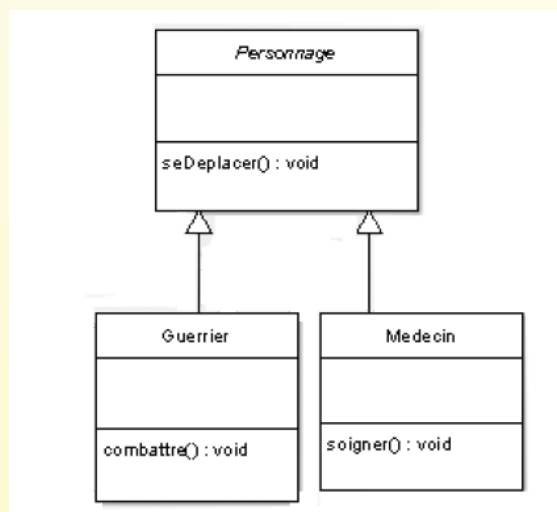 Personnage
seDeplacer() : void
Guerrier
combattre() : void
Medecin
soigner() : void